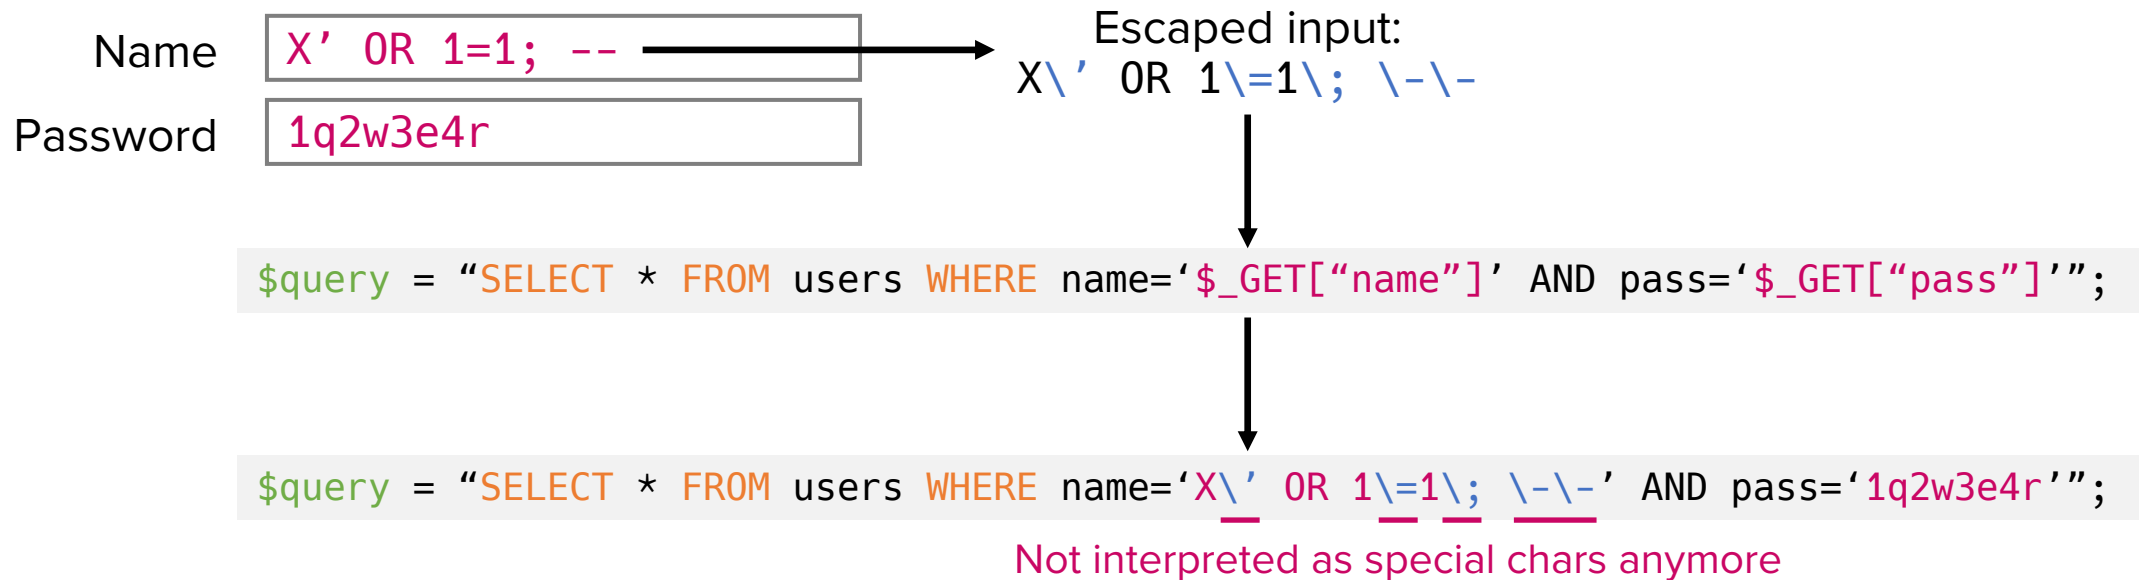 Name X’ OR 1=1; -- Escaped input:
X\’ OR 1\=1\; \-\-
Password 1q2w3e4r
$query = “SELECT * FROM users WHERE name=‘$_GET[“name”]’ AND pass=‘$_GET[“pass”]’”;
$query = “SELECT * FROM users WHERE name=‘X\’ OR 1\=1\; \-\-’ AND pass=‘1q2w3e4r’”;
Not interpreted as special chars anymore